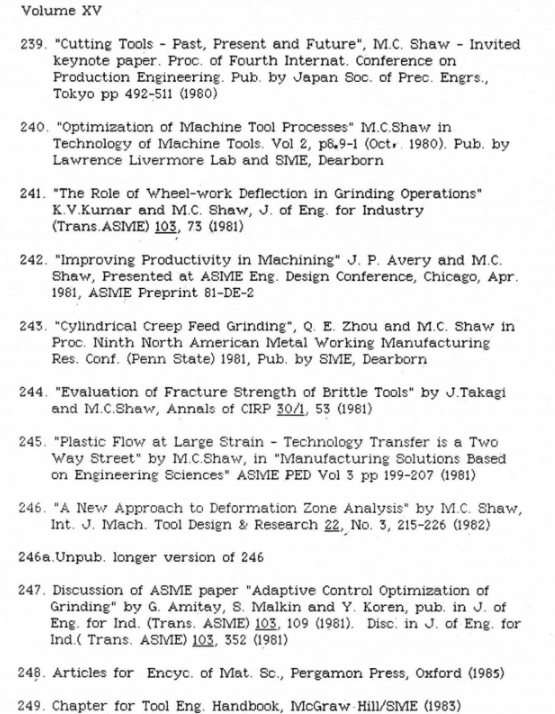 Volume XV
239. "Cutting Tools - Past, Present and Future", M.C. Shaw - Invited
keynote paper. Proc. of Fourth Internat. Conference on
Production Engineering. Pub. by Japan Soc. of Prec. Engrs.,
Tokyo pp 492-511 (1980)
240. "Optimization of Machine Tool Processes" M.C.Shaw in
Technology of Machine Tools. Vol 2, p8.9-1 (Oct. 1980). Pub. by
Lawrence Livermore Lab and SME, Dearborn
241. "The Role of Wheel-work Deflection in Grinding Operations"
K.V.Kumar and M.C. Shaw, J. of Eng. for Industry
(Trans.ASME) 103, 73 (1981)
242. "Improving Productivity in Machining" J. P. Avery and M.C.
Shaw, Presented at ASME Eng. Design Conference, Chicago, Apr.
1981, ASME Preprint 81-DE-2
243. "Cylindrical Creep Feed Grinding", Q. E. Zhou and M.C. Shaw in
Proc. Ninth North American Metal Working Manufacturing
Res. Conf. (Penn State) 1981, Pub. by SME, Dearborn
244. "Evaluation of Fracture Strength of Brittle Tools" by J.Takagi
and M.C.Shaw, Annals of CIRP 30/1, 53 (1981)
245. "Plastic Flow at Large Strain - Technology Transfer is a Two
Way Street" by M.C.Shaw, in "Manufacturing Solutions Based
on Engineering Sciences" ASME PED Vol 3 pp 199-207 (1981)
246. "A New Approach to Deformation Zone Analysis" by M.C. Shaw,
Int. J. Mach. Tool Design & Research 22, No. 3, 215-226 (1982)
246a.Unpub. longer version of 246
247. Discussion of ASME paper "Adaptive Control Optimization of
Grinding" by G. Amitay, S. Malkin and Y. Koren, pub. in J. of
Eng. for Ind. (Trans. ASME) 103, 109 (1981). Disc. in J. of Eng. for
Ind.( Trans. ASME) 103, 352 (1981)
248. Articles for Encyc. of Mat. Sc., Pergamon Press, Oxford (1985)
249. Chapter for Tool Eng. Handbook, McGraw Hill/SME (1983)